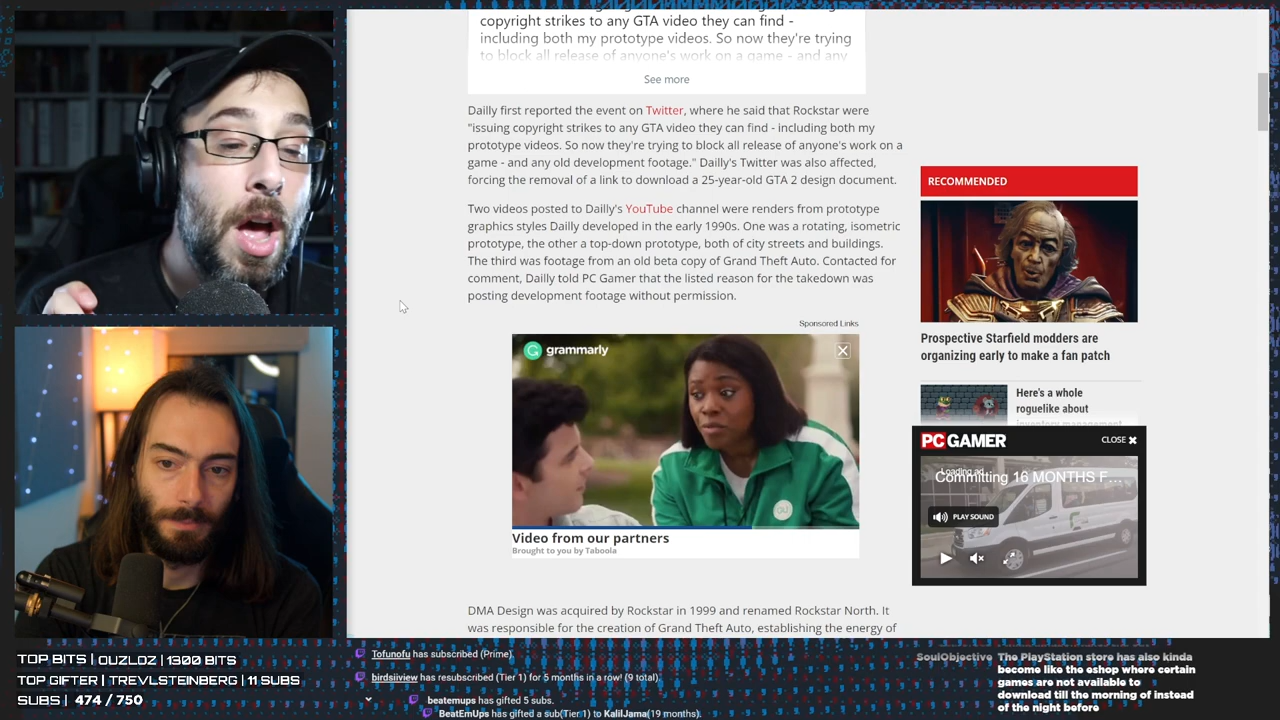 copyright strikes to any GTA video they can find -
including both my prototype videos. So now they're trying
to block all release of anyone's work on a game - and any
See more
Dailly first reported the event on Twitter, where he said that Rockstar were
"issuing copyright strikes to any GTA video they can find - including both my
prototype videos. So now they're trying to block all release of anyone's work on a
game - and any old development footage." Dailly's Twitter was also affected,
forcing the removal of a link to download a 25-year-old GTA 2 design document.
Two videos posted to Dailly's YouTube channel were renders from prototype
graphics styles Dailly developed in the early 1990s. One was a rotating, isometric
prototype, the other a top-down prototype, both of city streets and buildings.
The third was footage from an old beta copy of Grand Theft Auto. Contacted for
comment, Dailly told PC Gamer that the listed reason for the takedown was
posting development footage without permission.
Sponsored Links
grammarly
Video from our partners
Brought to you by Taboola
DMA Design was acquired by Rockstar in 1999 and renamed Rockstar North. It
was responsible for the creation of Grand Theft Auto, establishing the energy of
RECOMMENDED
Prospective Starfield modders are
organizing early to make a fan patch
Here's a whole
roguelike about
inventory management
PC GAMER
CLOSE
Loading ad
Committing 16 MONTHS F...
PLAY SOUND
TOP BITS | OUZLDZ | 1300 BITS
TOP GIFTER | TREVLSTEINBERG | 11 SUBS
SUBS | 474 / 750
Tofunofu has subscribed (Prime).
birdsiiview has resubscribed (Tier 1) for 5 months in a row! (9 total).
beatemups has gifted 5 subs.
BeatEmUps has gifted a sub(Tier 1) to KalilJama(19 months).
SoulObjective The PlayStation store has also kinda
become like the eshop where certain
games are not available to
download till the morning of instead
of the night before